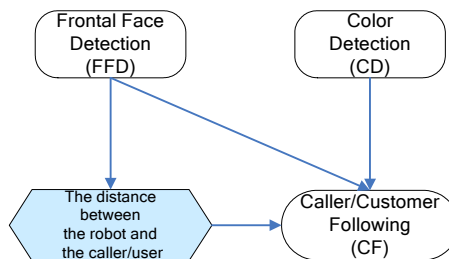 Frontal Face
Detection
(FFD)
Color
Detection
(CD)
The distance
between
the robot and
the caller/user
Caller/Customer
Following
(CF)